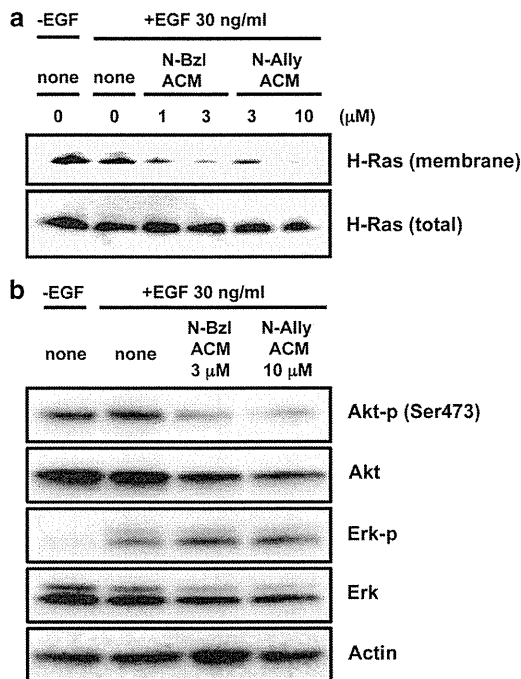 a
-EGF +EGF 30 ng/ml
N-Bzl N-Ally
none none ACM ACM
0 0 1 3 3 10 (μM)
H-Ras (membrane)
H-Ras (total)
b
-EGF +EGF 30 ng/ml
N-Bzl N-Ally
none none ACM ACM
3 μM 10 μM
Akt-p (Ser473)
Akt
Erk-p
Erk
Actin